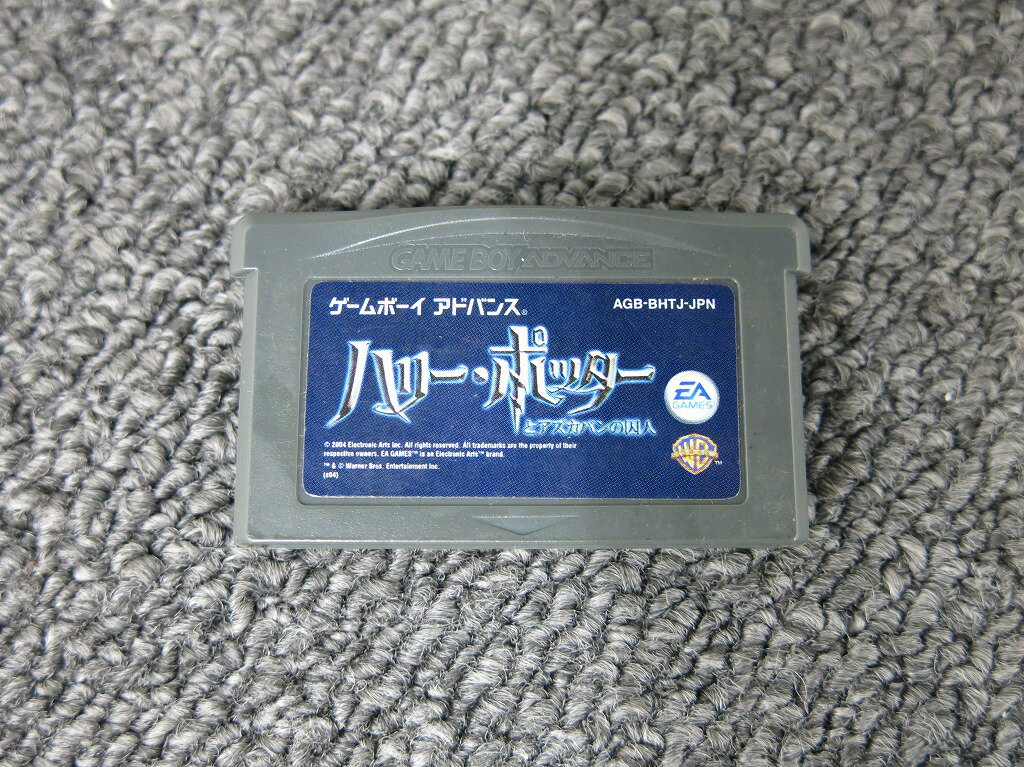 GAME BOY ADVANCE
ゲームボーイ アドバンス®
AGB-BHTJ-JPN
ハリー・ポッター
とアズカバンの囚人
EA
GAMES™
© 2004 Electronic Arts Inc. All rights reserved. All trademarks are the property of their
respective owners. EA GAMES™ is an Electronic Arts™ brand.
™ & © Warner Bros. Entertainment Inc.
(s04)
WB
™